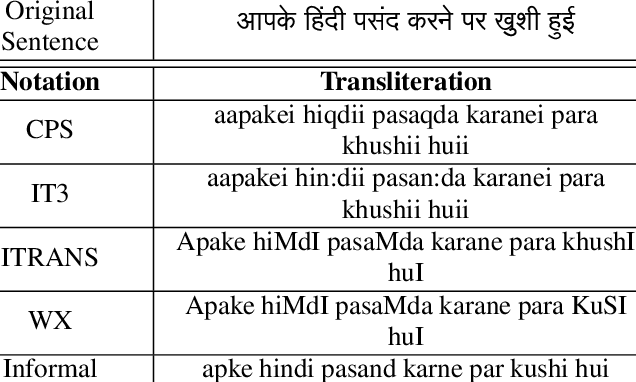 Original
Sentence
आपके हिंदी पसंद करने पर खुशी हुई
Notation Transliteration
CPS
aapakei hiqdii pasaqda karanei para
khushii huii
IT3
aapakei hin:dii pasan:da karanei para
khushii huii
ITRANS
Apake hiMdI pasaMda karane para khushI
huI
WX
Apake hiMdI pasaMda karane para KuSI
huI
Informal apke hindi pasand karne par kushi hui